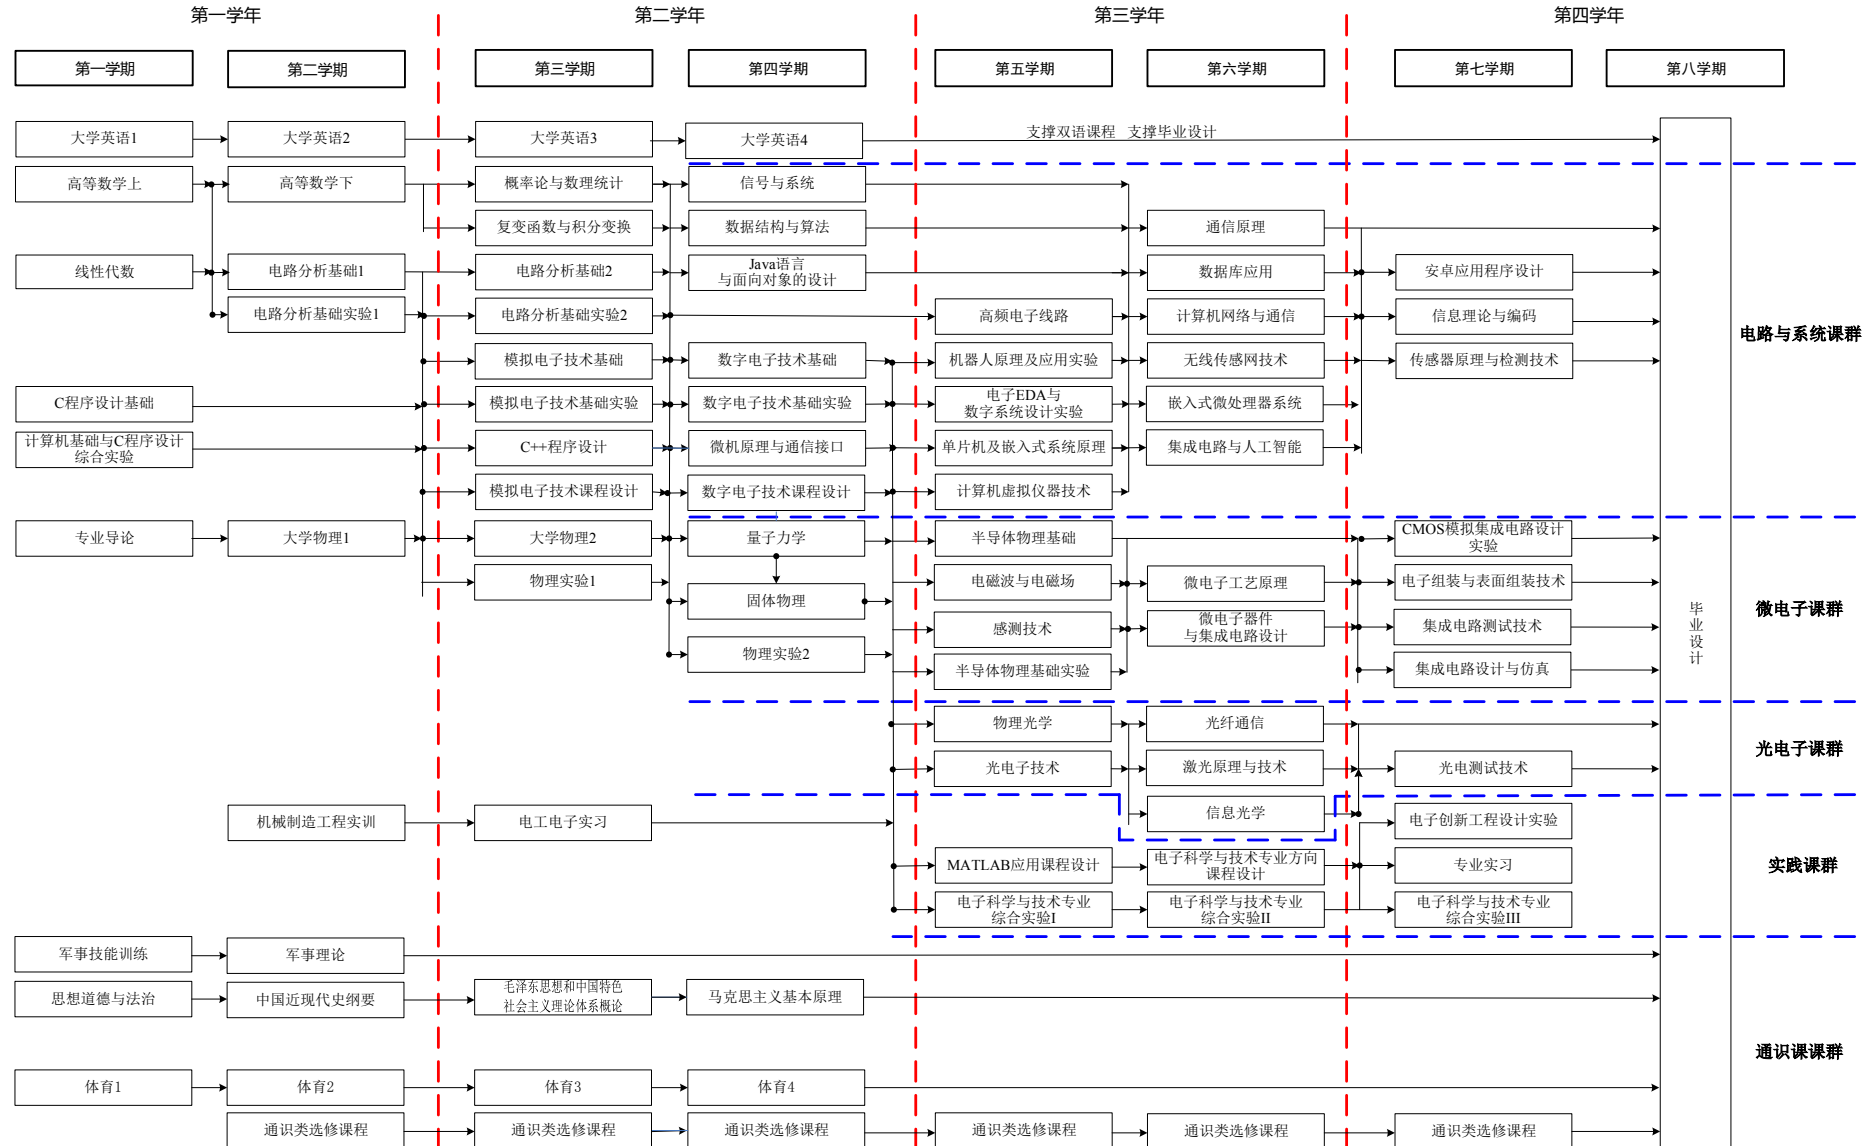 第一学年
第二学年
第三学年
第四学年
第一学期
第二学期
第三学期
第四学期
第五学期
第六学期
第七学期
第八学期
大学英语1
大学英语2
大学英语3
大学英语4
支撑双语课程 支撑毕业设计
高等数学上
高等数学下
概率论与数理统计
信号与系统
复变函数与积分变换
数据结构与算法
通信原理
线性代数
电路分析基础1
电路分析基础2
Java语言
与面向对象的设计
数据库应用
安卓应用程序设计
电路分析基础实验1
电路分析基础实验2
高频电子线路
计算机网络与通信
信息理论与编码
电路与系统课群
模拟电子技术基础
数字电子技术基础
机器人原理及应用实验
无线传感网技术
传感器原理与检测技术
C程序设计基础
模拟电子技术基础实验
数字电子技术基础实验
电子EDA与
数字系统设计实验
嵌入式微处理器系统
计算机基础与C程序设计
综合实验
C++程序设计
微机原理与通信接口
单片机及嵌入式系统原理
集成电路与人工智能
模拟电子技术课程设计
数字电子技术课程设计
计算机虚拟仪器技术
专业导论
大学物理1
大学物理2
量子力学
半导体物理基础
CMOS模拟集成电路设计
实验
物理实验1
固体物理
电磁波与电磁场
微电子工艺原理
电子组装与表面组装技术
微电子课群
感测技术
微电子器件
与集成电路设计
集成电路测试技术
毕业设计
物理实验2
半导体物理基础实验
集成电路设计与仿真
物理光学
光纤通信
光电子课群
光电子技术
激光原理与技术
光电测试技术
机械制造工程实训
电工电子实习
信息光学
电子创新工程设计实验
MATLAB应用课程设计
电子科学与技术专业方向
课程设计
专业实习
实践课群
电子科学与技术专业
综合实验I
电子科学与技术专业
综合实验II
电子科学与技术专业
综合实验III
军事技能训练
军事理论
思想道德与法治
中国近现代史纲要
毛泽东思想和中国特色
社会主义理论体系概论
马克思主义基本原理
通识课课群
体育1
体育2
体育3
体育4
通识类选修课程
通识类选修课程
通识类选修课程
通识类选修课程
通识类选修课程
通识类选修课程